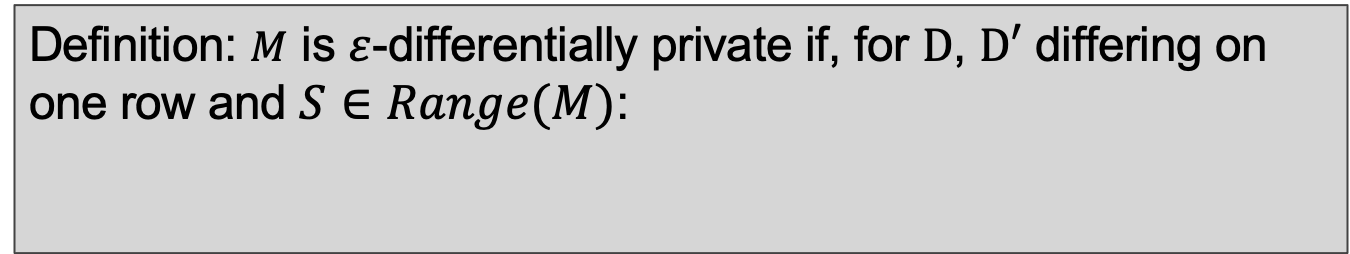 Definition: 𝑀 is 𝜀-differentially private if, for D, D′ differing on
one row and 𝑆 ∈ 𝑅𝑎𝑛𝑔𝑒(𝑀):